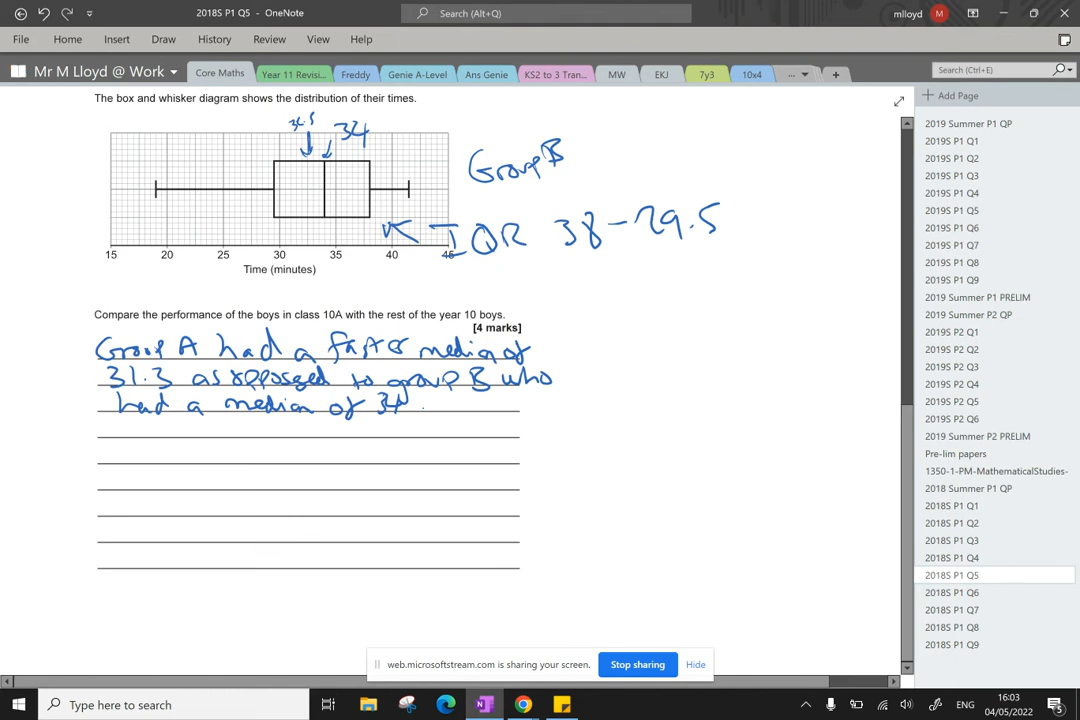 2018S P1 Q5 - OneNote
Search (Alt+Q)
mlloyd
M
File Home Insert Draw History Review View Help
Mr M Lloyd @ Work
Core Maths
Year 11 Revisi...
Freddy
Genie A-Level
Ans Genie
KS2 to 3 Tran...
MW
EKJ
7y3
10x4
...
Search (Ctrl+E)
The box and whisker diagram shows the distribution of their times.
34
Group B
IQR 38-29.5
15 20 25 30 35 40 45
Time (minutes)
Compare the performance of the boys in class 10A with the rest of the year 10 boys.
[4 marks]
Group A had a faster median of
31.3 as opposed to group B who
had a median of 34.
Add Page
2019 Summer P1 QP
2019S P1 Q1
2019S P1 Q2
2019S P1 Q3
2019S P1 Q4
2019S P1 Q5
2019S P1 Q6
2019S P1 Q7
2019S P1 Q8
2019S P1 Q9
2019 Summer P1 PRELIM
2019 Summer P2 QP
2019S P2 Q1
2019S P2 Q2
2019S P2 Q3
2019S P2 Q4
2019S P2 Q5
2019S P2 Q6
2019 Summer P2 PRELIM
Pre-lim papers
1350-1-PM-MathematicalStudies-
2018 Summer P1 QP
2018S P1 Q1
2018S P1 Q2
2018S P1 Q3
2018S P1 Q4
2018S P1 Q5
2018S P1 Q6
2018S P1 Q7
2018S P1 Q8
2018S P1 Q9
web.microsoftstream.com is sharing your screen.
Stop sharing
Hide
Type here to search
ENG
16:03
04/05/2022
5